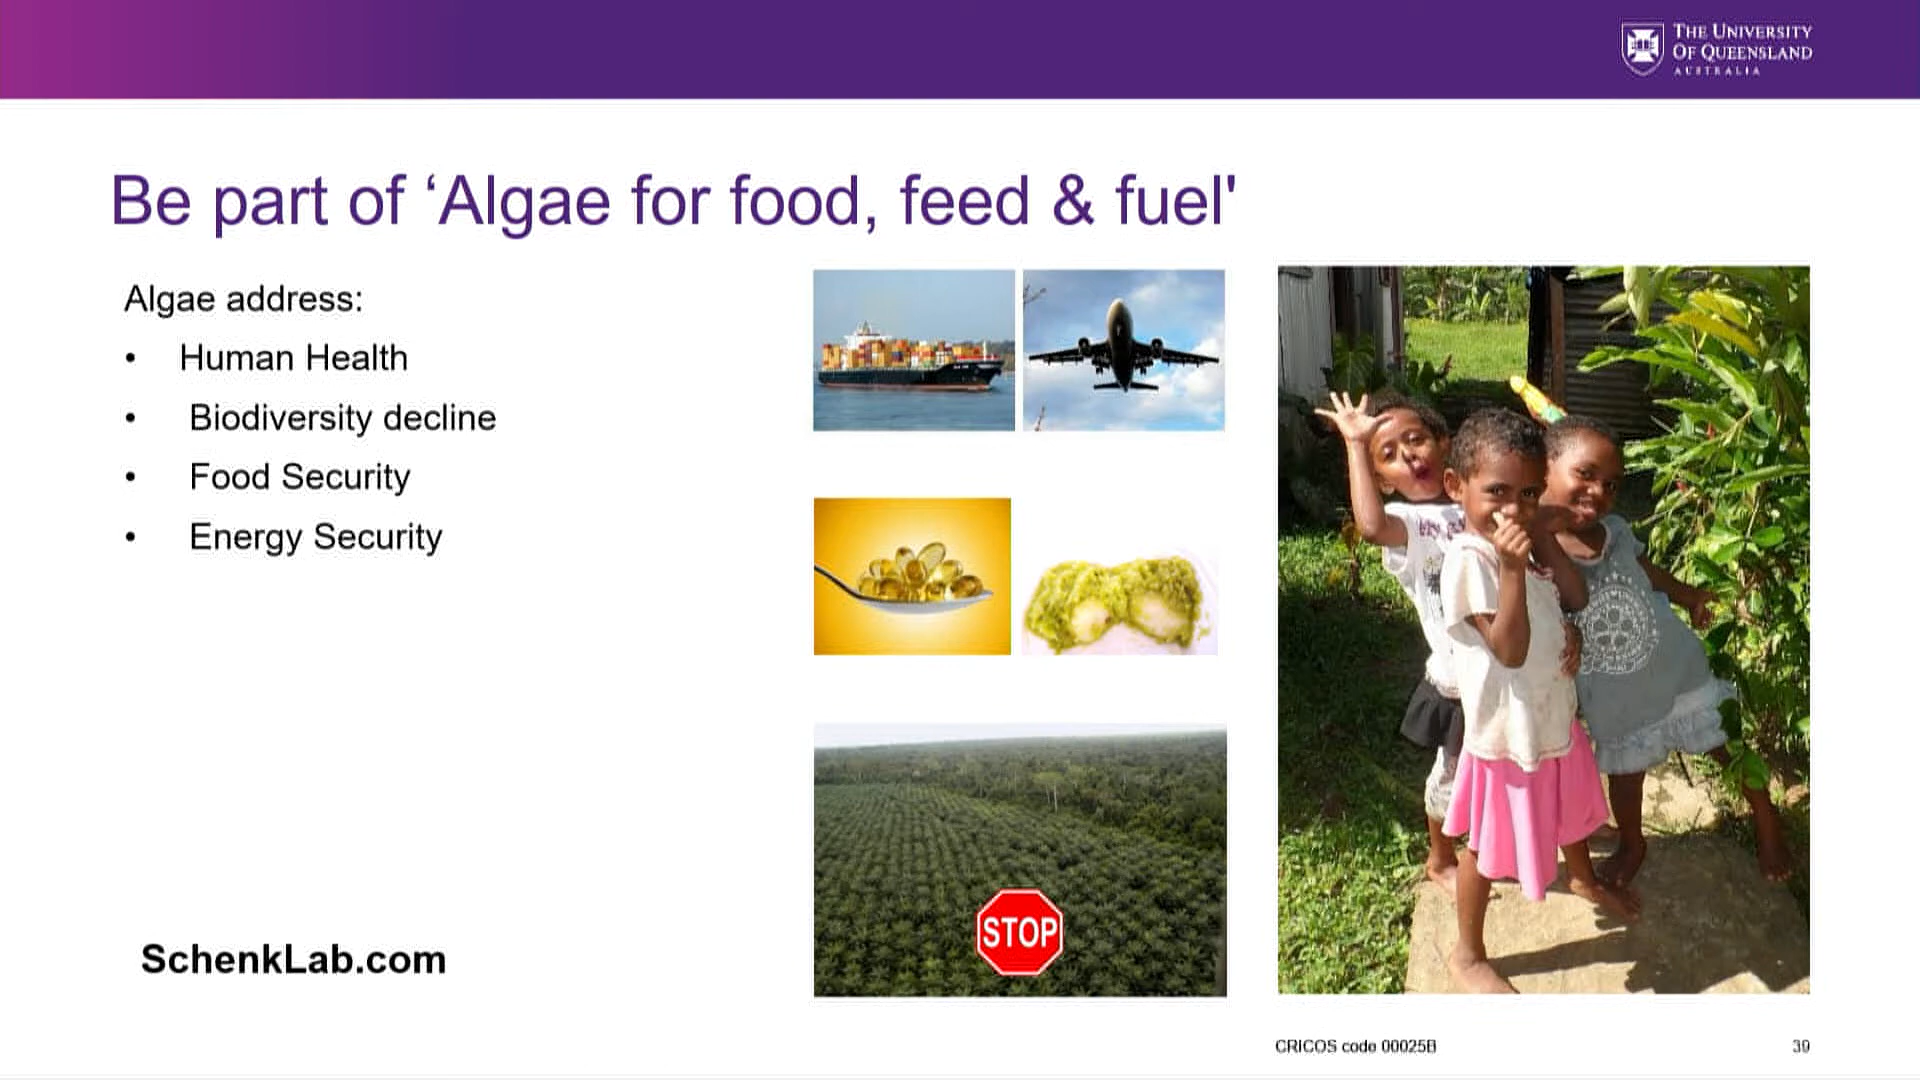 THE UNIVERSITY
OF QUEENSLAND
AUSTRALIA
Be part of ‘Algae for food, feed & fuel'
Algae address:
• Human Health
• Biodiversity decline
• Food Security
• Energy Security
STOP
SchenkLab.com
CRICOS code 00025B
39